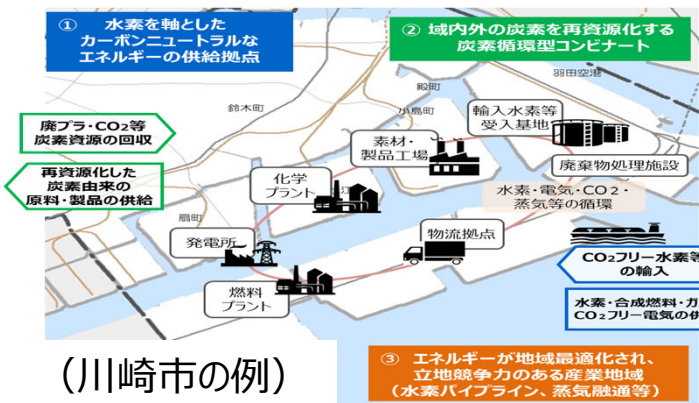 ① 水素を軸とした
カーボンニュートラルな
エネルギーの供給拠点
② 域内外の炭素を再資源化する
炭素循環型コンビナート
羽田空港
殿町
鈴木町
小島町
輸入水素等
受入基地
廃プラ・CO₂等
炭素資源の回収
素材・
製品工場
廃棄物処理施設
再資源化した
炭素由来の
原料・製品の供給
化学
プラント
水素・電気・CO₂・
蒸気等の循環
扇町
発電所
物流拠点
CO₂フリー水素等
の輸入
燃料
プラント
水素・合成燃料・ガ
CO₂フリー電気の供
(川崎市の例)
③ エネルギーが地域最適化され、
立地競争力のある産業地域
(水素パイプライン、蒸気融通等)